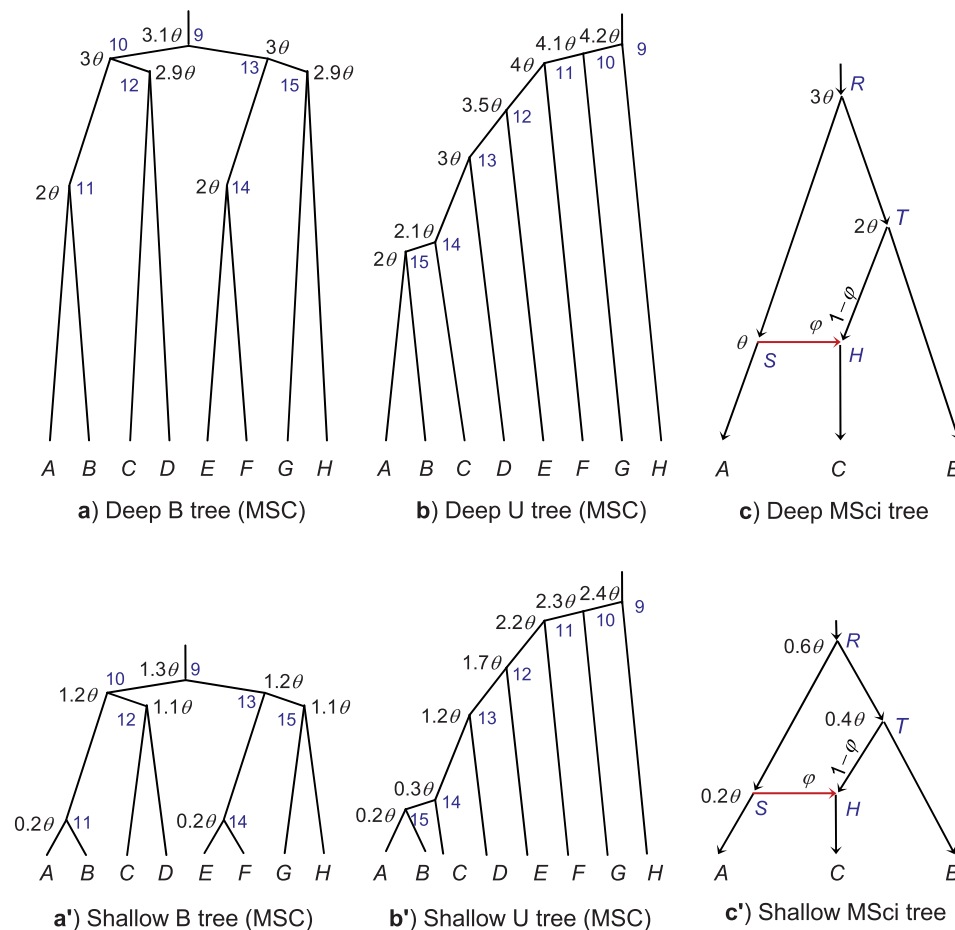 3.1θ 9
10 3θ
3θ 12 2.9θ 13 15 2.9θ
2θ 11 2θ 14
A B C D E F G H
a) Deep B tree (MSC)
4.1θ 4.2θ 9
4θ 11 10
3.5θ 12
3θ 13
2.1θ 14
2θ 15
A B C D E F G H
b) Deep U tree (MSC)
3θ R
2θ T
φ 1−φ
θ S H
A C B
c) Deep MSci tree
1.3θ 9
10 1.2θ
1.2θ 12 1.1θ 13 15 1.1θ
0.2θ 11 0.2θ 14
A B C D E F G H
a') Shallow B tree (MSC)
2.3θ 2.4θ 9
2.2θ 11 10
1.7θ 12
1.2θ 13
0.3θ 14
0.2θ 15
A B C D E F G H
b') Shallow U tree (MSC)
0.6θ R
0.4θ T
φ 1−φ
0.2θ S H
A C B
c') Shallow MSci tree